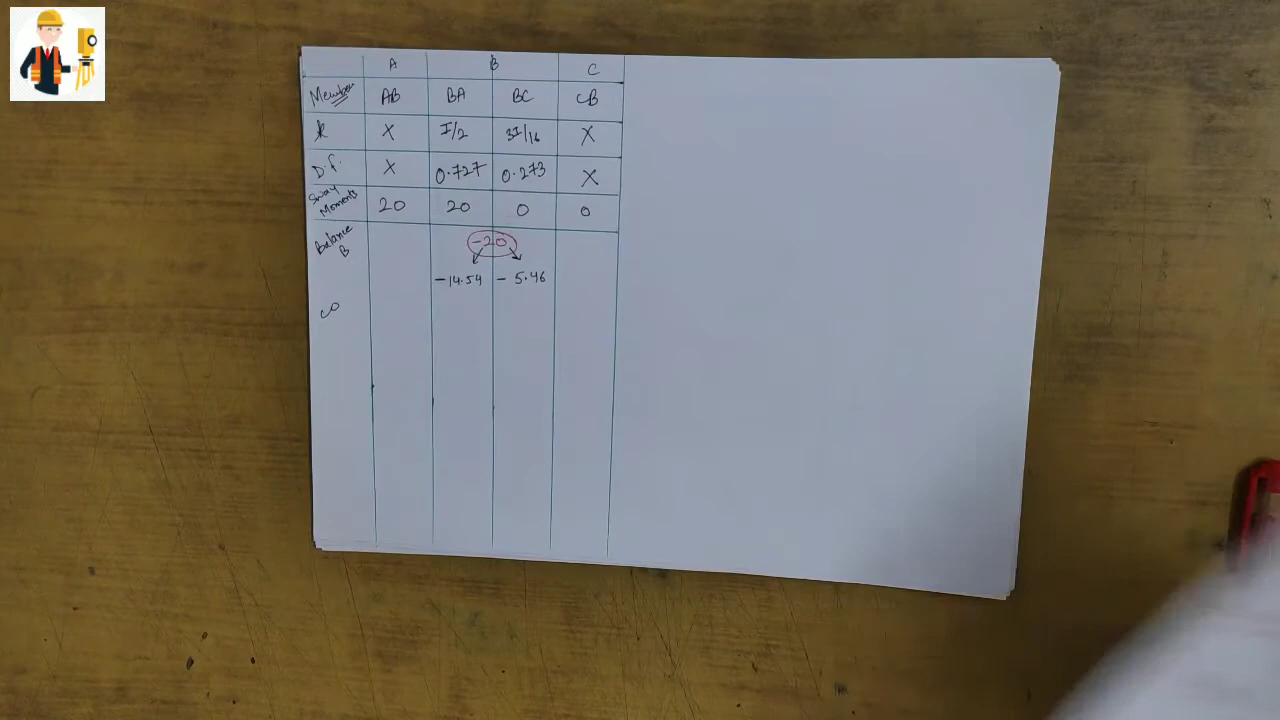 A B C
Member AB BA BC CB
k X I/2 3I/16 X
D.f. X 0.727 0.273 X
Sway Moments 20 20 0 0
Balance B -20
-14.54 -5.46
CO